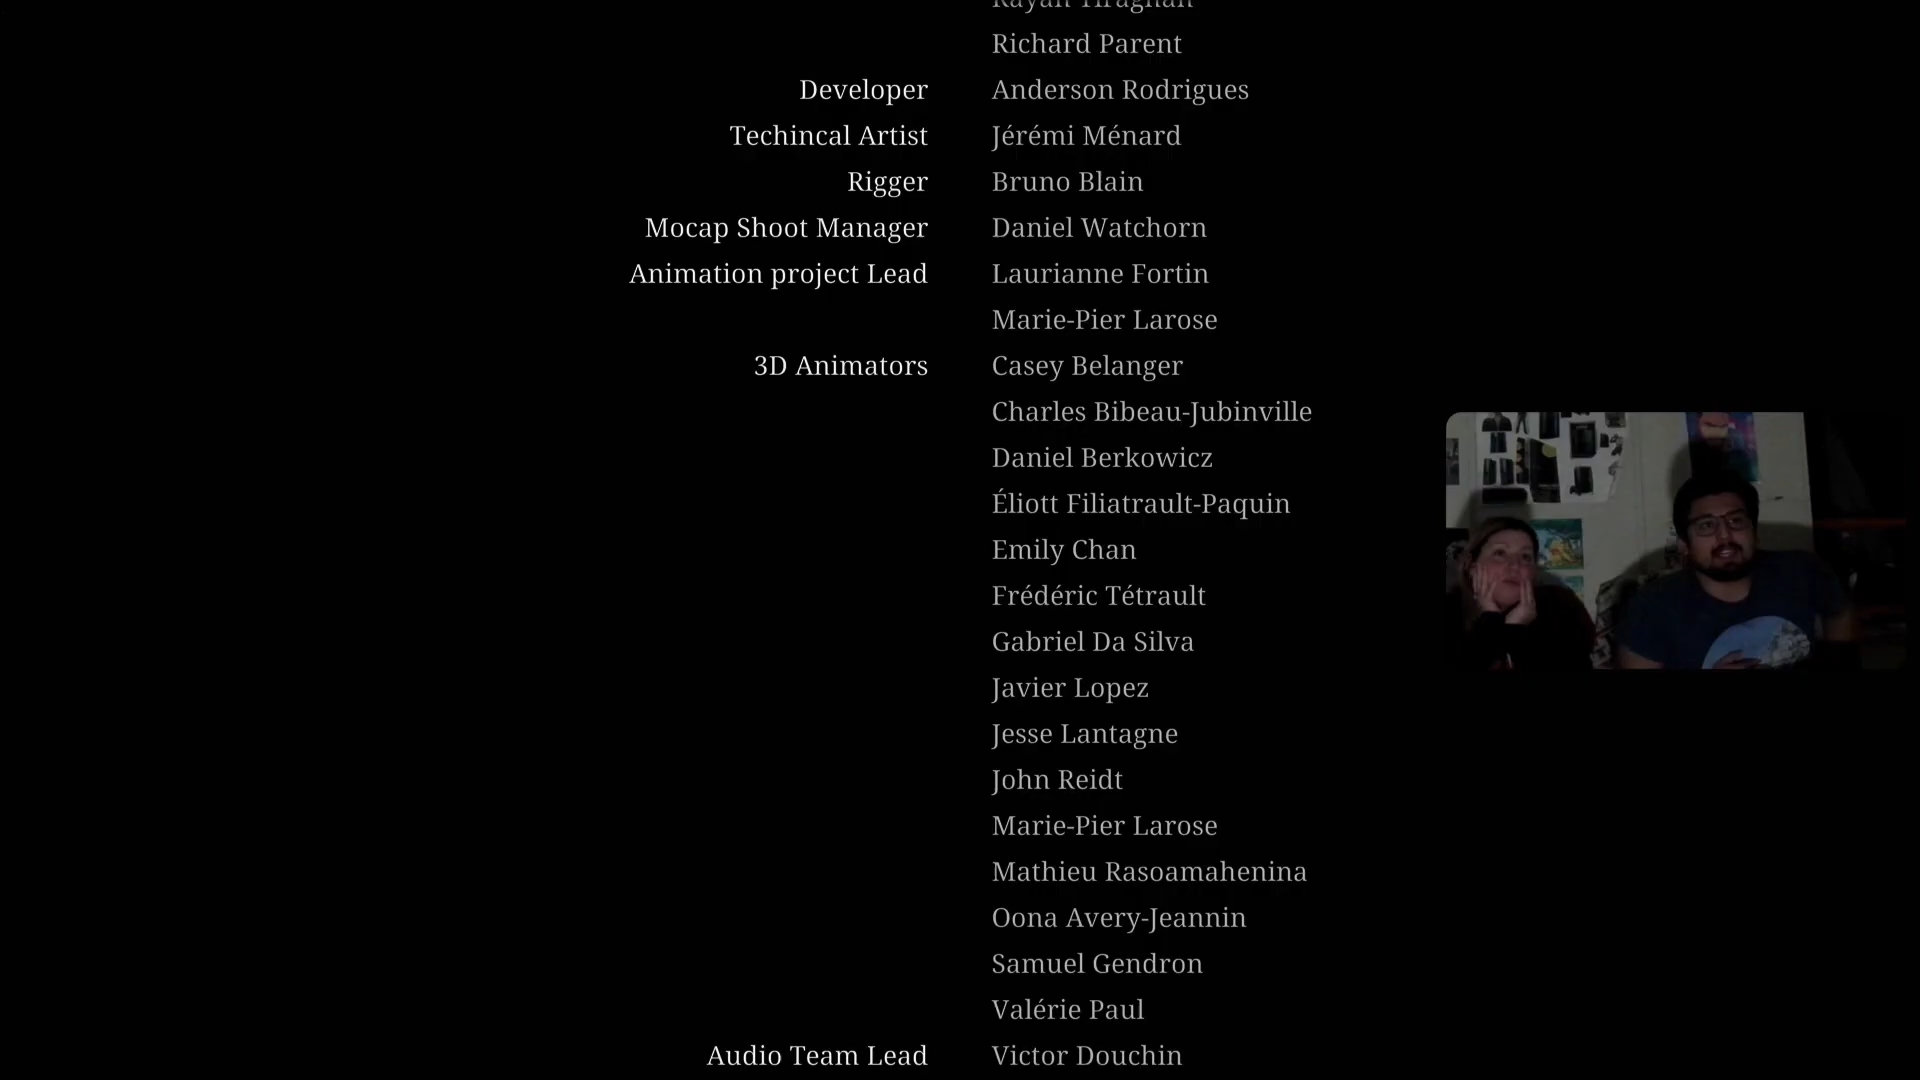 Richard Parent
Developer Anderson Rodrigues
Techincal Artist Jérémi Ménard
Rigger Bruno Blain
Mocap Shoot Manager Daniel Watchorn
Animation project Lead Laurianne Fortin
Marie-Pier Larose
3D Animators Casey Belanger
Charles Bibeau-Jubinville
Daniel Berkowicz
Éliott Filiatrault-Paquin
Emily Chan
Frédéric Tétrault
Gabriel Da Silva
Javier Lopez
Jesse Lantagne
John Reidt
Marie-Pier Larose
Mathieu Rasoamahenina
Oona Avery-Jeannin
Samuel Gendron
Valérie Paul
Audio Team Lead Victor Douchin